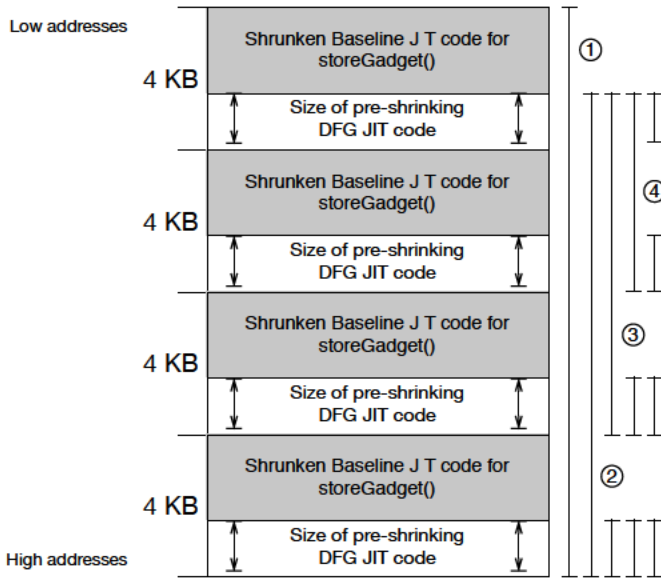 Low addresses
Shrunken Baseline J T code for
storeGadget()
①
4 KB
Size of pre-shrinking
DFG JIT code
Shrunken Baseline J T code for
storeGadget()
④
4 KB
Size of pre-shrinking
DFG JIT code
Shrunken Baseline J T code for
storeGadget()
③
4 KB
Size of pre-shrinking
DFG JIT code
Shrunken Baseline J T code for
storeGadget()
②
4 KB
Size of pre-shrinking
DFG JIT code
High addresses